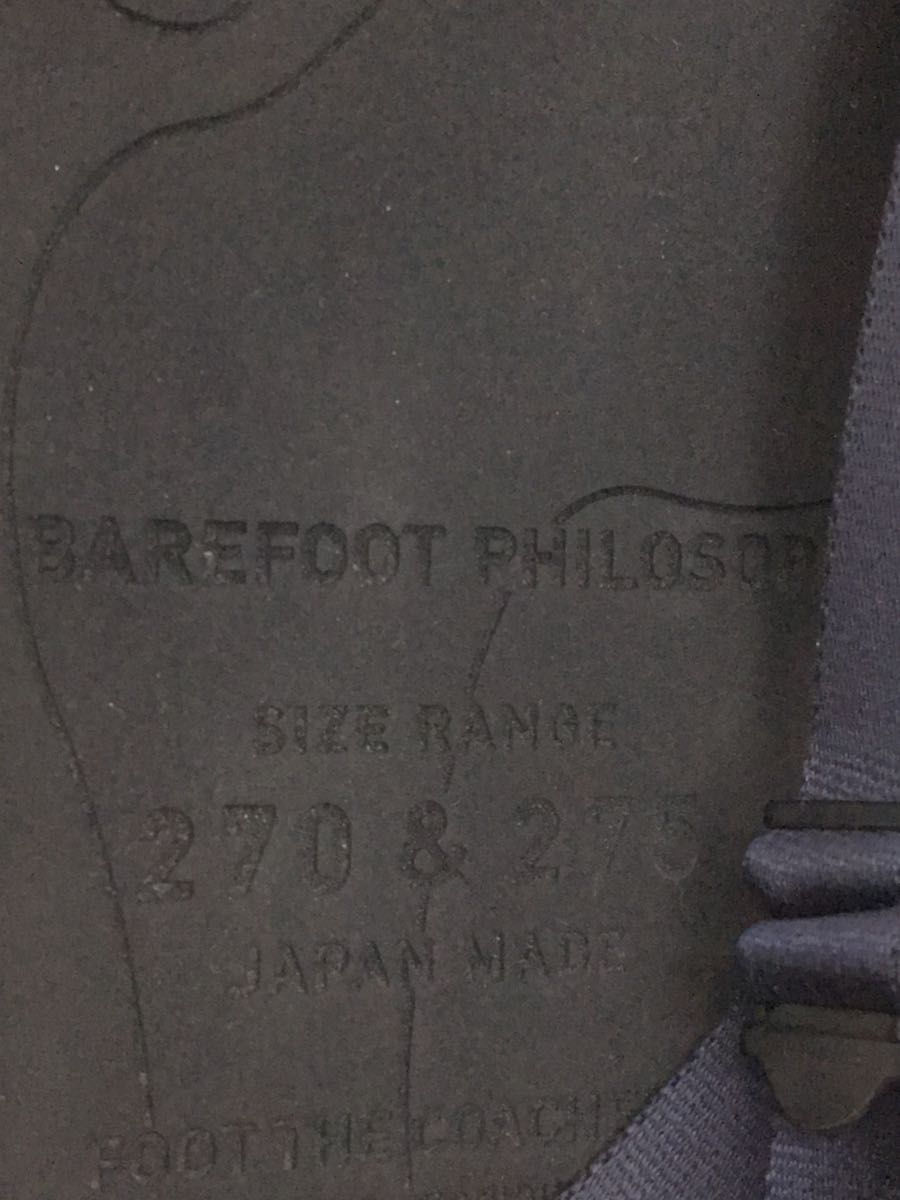 BAREFOOT PHILOSOP
SIZE RANGE
270 & 275
JAPAN MADE
FOOT THE COACHE